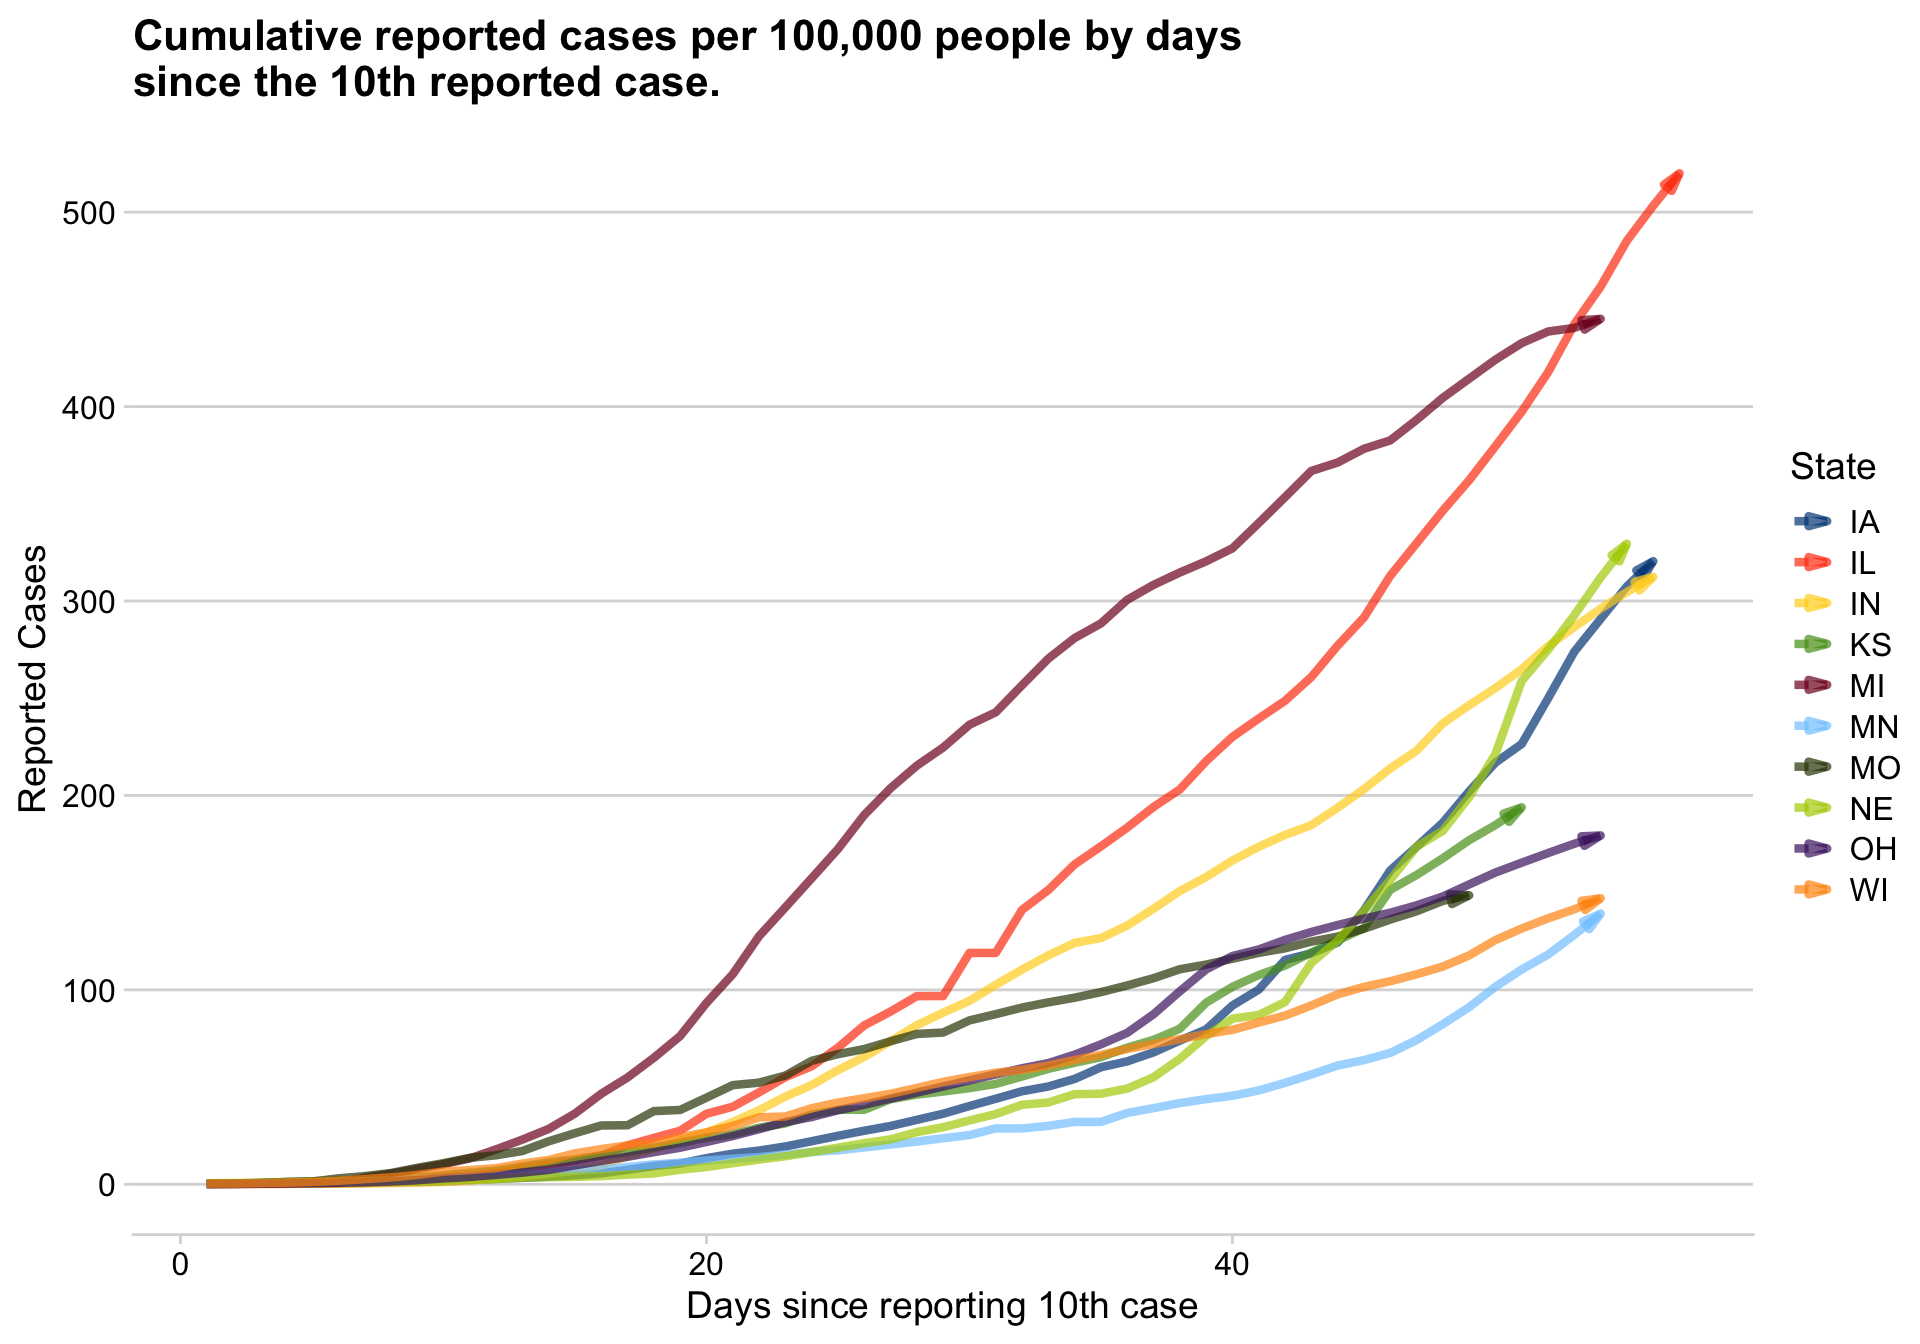 Cumulative reported cases per 100,000 people by days
since the 10th reported case.
500
400
300
200
100
0
Reported Cases
0 20 40
Days since reporting 10th case
State
IA
IL
IN
KS
MI
MN
MO
NE
OH
WI